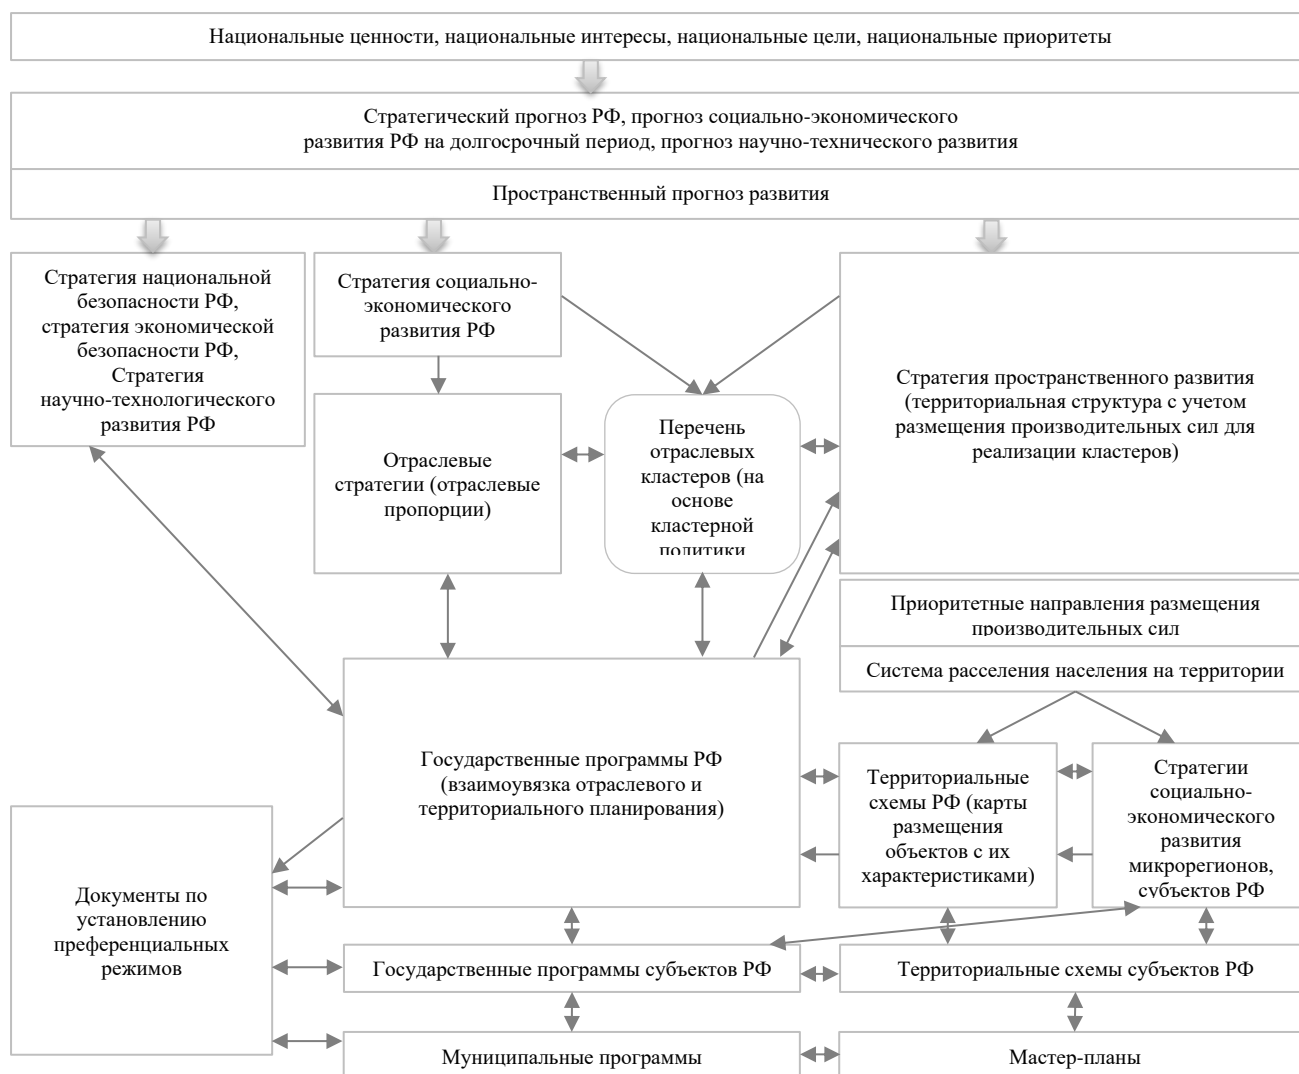 Национальные ценности, национальные интересы, национальные цели, национальные приоритеты
Стратегический прогноз РФ, прогноз социально-экономического
развития РФ на долгосрочный период, прогноз научно-технического развития
Пространственный прогноз развития
Стратегия национальной
безопасности РФ,
стратегия экономической
безопасности РФ,
Стратегия
научно-технологического
развития РФ
Стратегия социально-
экономического
развития РФ
Стратегия пространственного развития
(территориальная структура с учетом
размещения производительных сил для
реализации кластеров)
Отраслевые
стратегии (отраслевые
пропорции)
Перечень
отраслевых
кластеров (на
основе
кластерной
политики
Приоритетные направления размещения
производительных сил
Система расселения населения на территории
Государственные программы РФ
(взаимоувязка отраслевого и
территориального планирования)
Территориальные
схемы РФ (карты
размещения
объектов с их
характеристиками)
Стратегии
социально-
экономического
развития
микрорегионов,
субъектов РФ
Документы по
установлению
преференциальных
режимов
Государственные программы субъектов РФ
Территориальные схемы субъектов РФ
Муниципальные программы
Мастер-планы